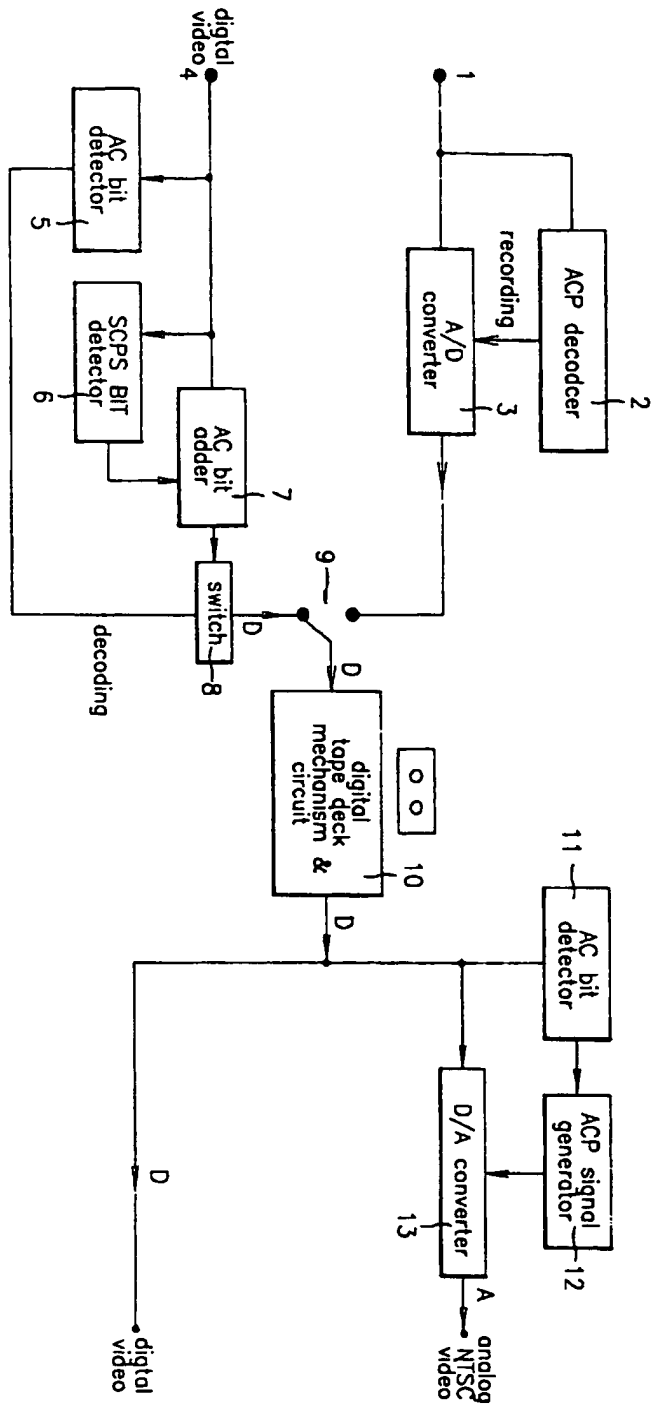 1
ACP decodcer
2
recording
A/D
converter
3
digtal
video 4
AC bit
detector
5
SCPS BIT
detector
6
AC bit
adder
7
switch
8
D
decoding
9
D
digital
tape deck
mechanism &
circuit
10
D
11
AC bit
detector
ACP signal
generator
12
D/A converter
13
A
analog
NTSC
video
D
digtal
video